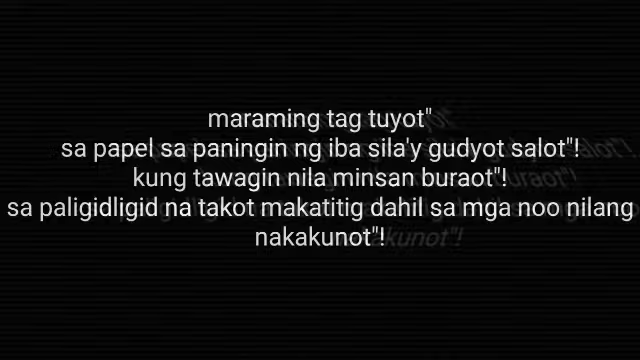 maraming tag tuyot"
sa papel sa paningin ng iba sila'y gudyot salot"!
kung tawagin nila minsan buraot"!
sa paligidligid na takot makatitig dahil sa mga noo nilang
nakakunot"!